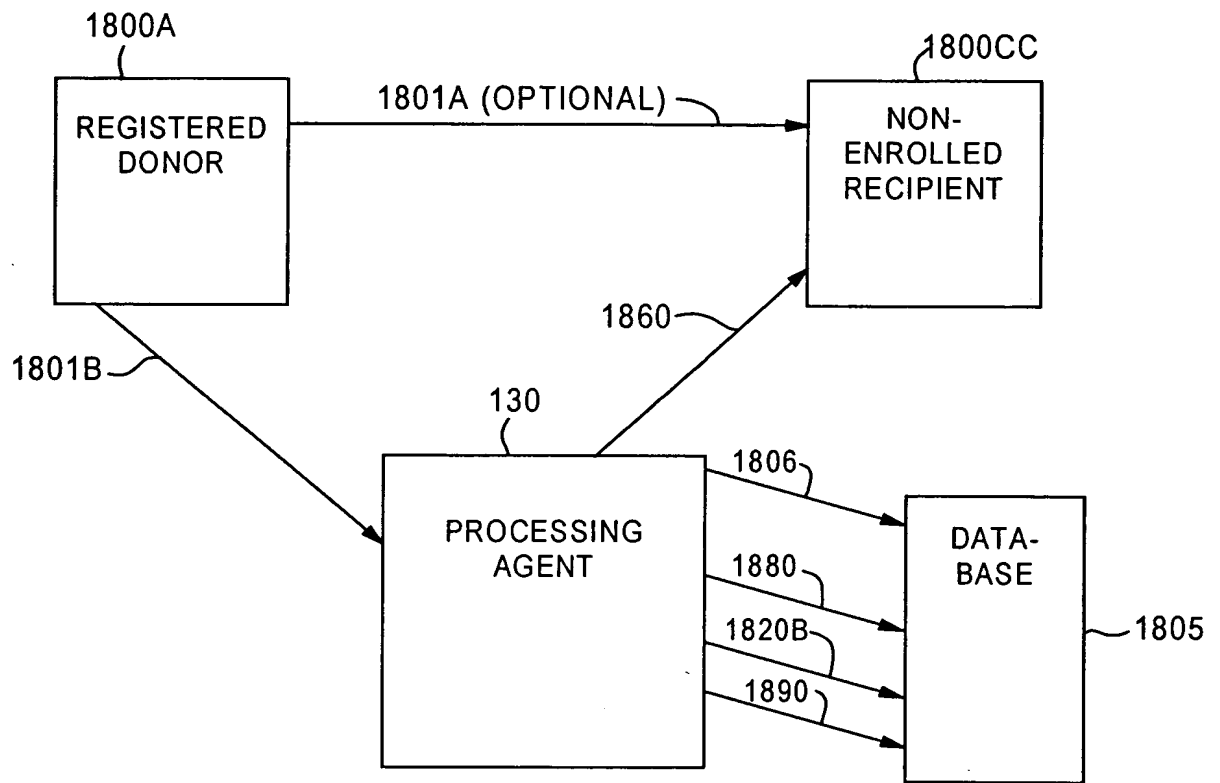 1800A
1800CC
1801A (OPTIONAL)
REGISTERED
DONOR
NON-
ENROLLED
RECIPIENT
1860
1801B
130
1806
PROCESSING
AGENT
DATA-
BASE
1880
1820B
1805
1890